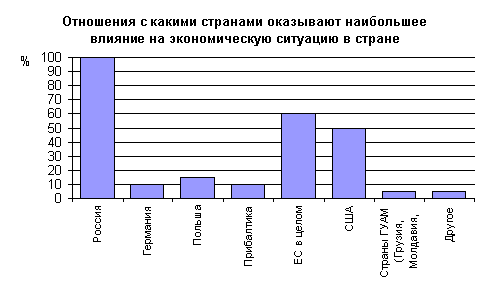 Отношения с какими странами оказывают наибольшее
влияние на экономическую ситуацию в стране
%
100
90
80
70
60
50
40
30
20
10
0
Россия
Германия
Польша
Прибалтика
ЕС в целом
США
Страны ГУАМ
(Грузия,
Молдавия,
Другое